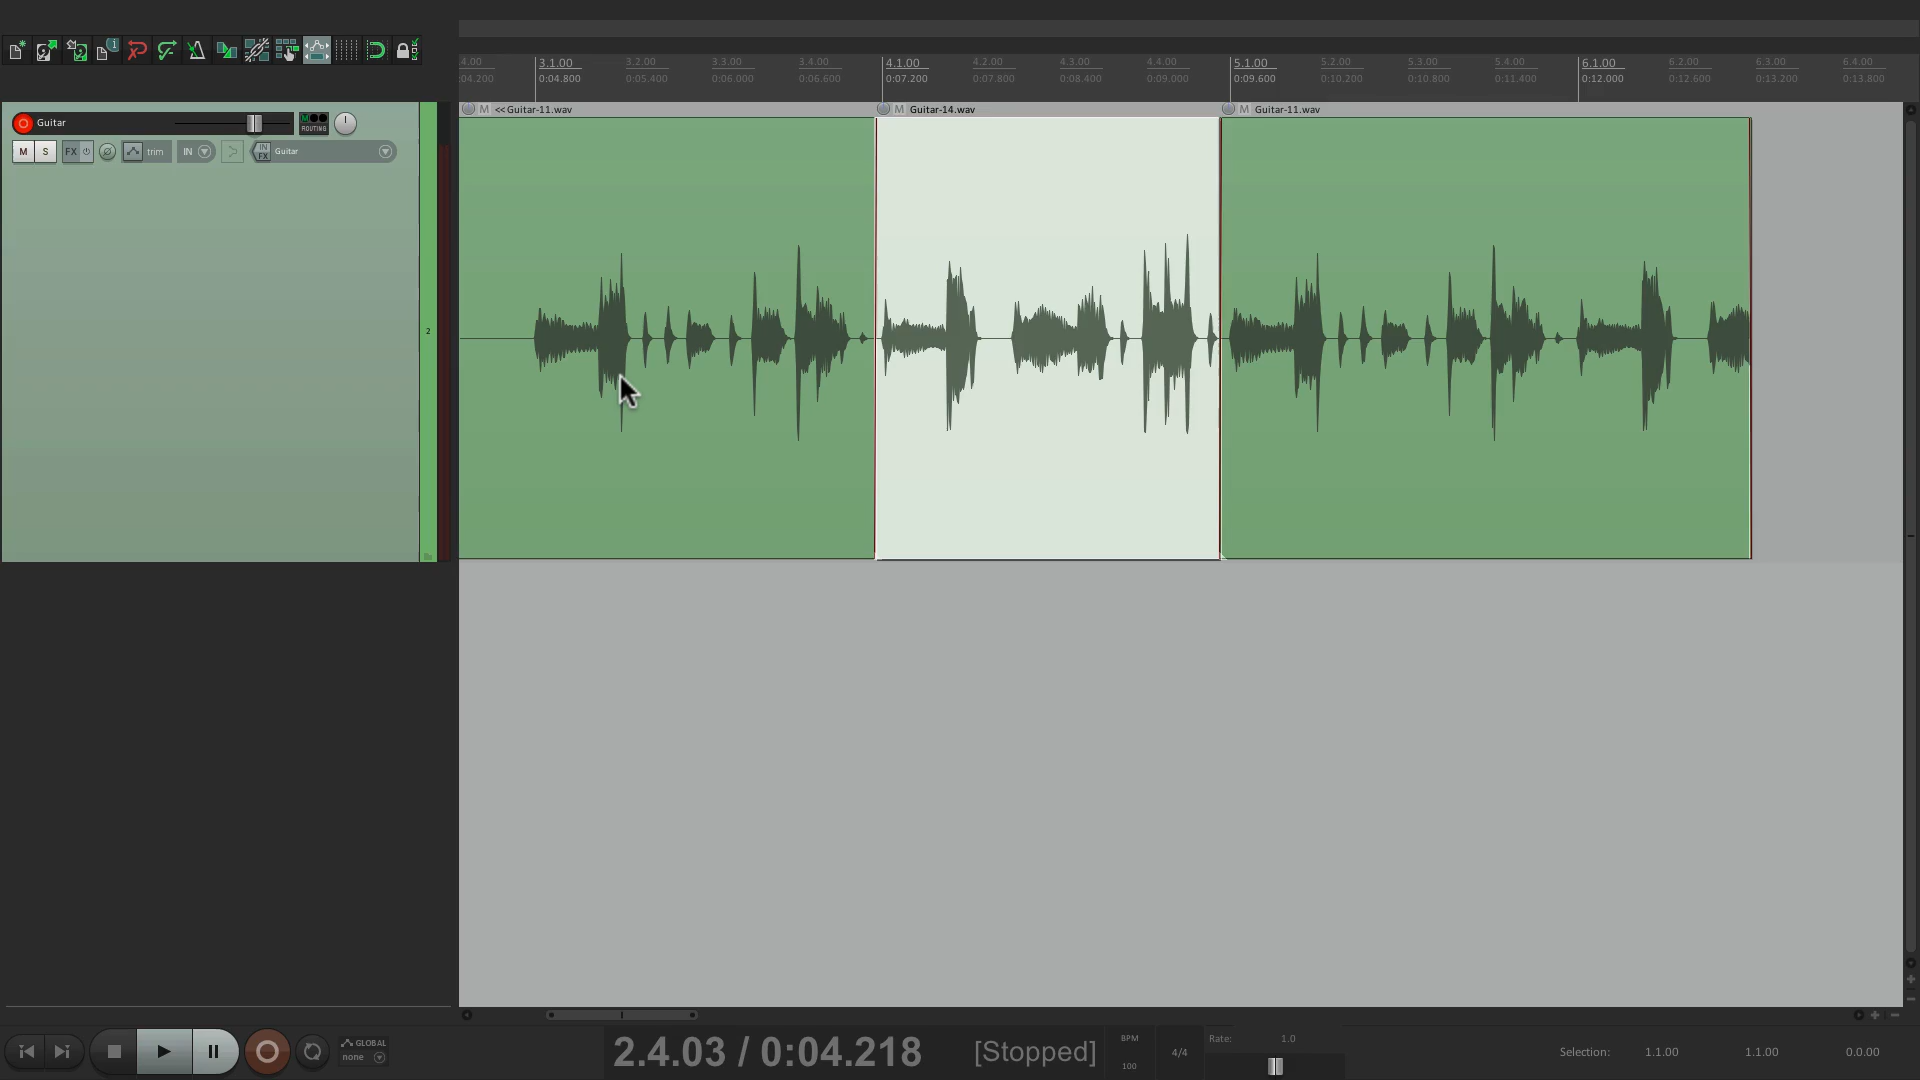 4.00 3.1.00 3.2.00 3.3.00 3.4.00 4.1.00 4.2.00 4.3.00 4.4.00 5.1.00 5.2.00 5.3.00 5.4.00 6.1.00 6.2.00 6.3.00 6.4.00
:04.200 0:04.800 0:05.400 0:06.000 0:06.600 0:07.200 0:07.800 0:08.400 0:09.000 0:09.600 0:10.200 0:10.800 0:11.400 0:12.000 0:12.600 0:13.200 0:13.800
M << Guitar-11.wav M Guitar-14.wav M Guitar-11.wav
Guitar M ROUTING
M S FX trim IN IN FX Guitar
2
GLOBAL
none
2.4.03 / 0:04.218 [Stopped]
BPM
100
4/4
Rate: 1.0
Selection: 1.1.00 1.1.00 0.0.00